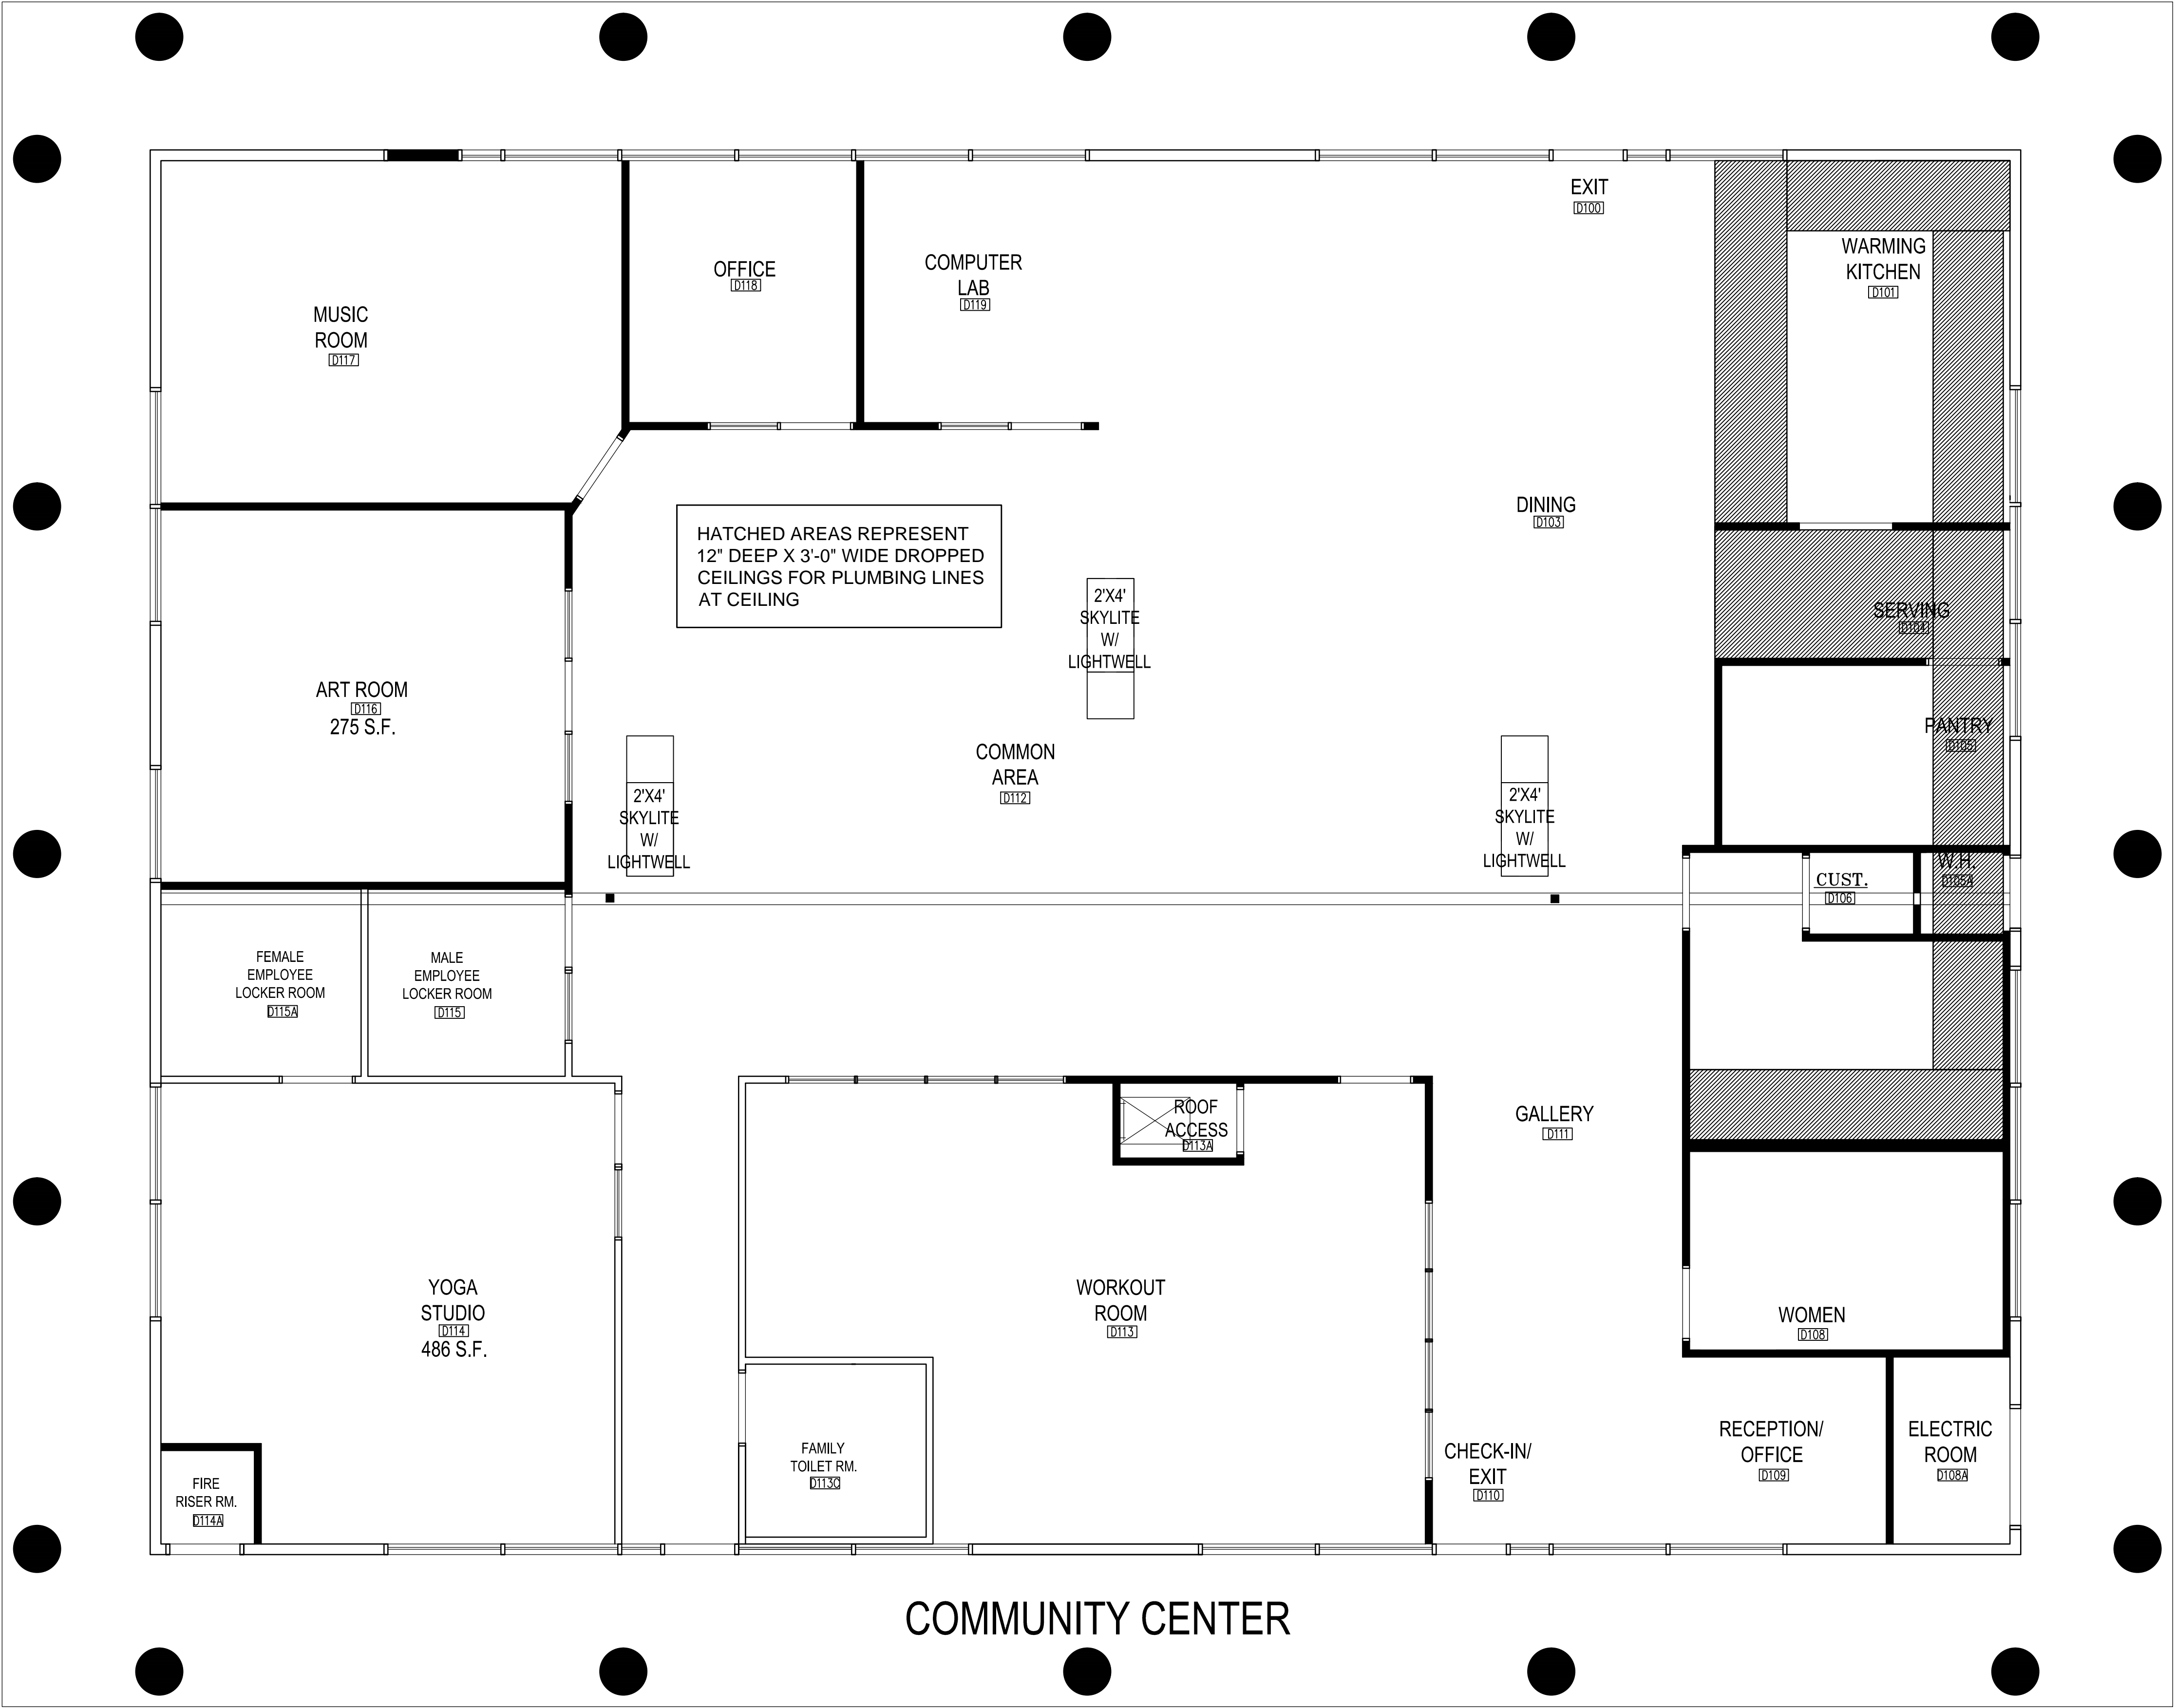 EXIT
D100
WARMING
KITCHEN
D101
OFFICE
D118
COMPUTER
LAB
D119
MUSIC
ROOM
D117
DINING
D103
HATCHED AREAS REPRESENT
12" DEEP X 3'-0" WIDE DROPPED
CEILINGS FOR PLUMBING LINES
AT CEILING
2'X4'
SKYLITE
W/
LIGHTWELL
SERVING
D104
ART ROOM
D116
275 S.F.
PANTRY
D105
COMMON
AREA
D112
2'X4'
SKYLITE
W/
LIGHTWELL
2'X4'
SKYLITE
W/
LIGHTWELL
W.H.
D105A
CUST.
D106
FEMALE
EMPLOYEE
LOCKER ROOM
D115A
MALE
EMPLOYEE
LOCKER ROOM
D115
ROOF
ACCESS
D113A
GALLERY
D111
YOGA
STUDIO
D114
486 S.F.
WORKOUT
ROOM
D113
WOMEN
D108
FAMILY
TOILET RM.
D113C
CHECK-IN/
EXIT
D110
RECEPTION/
OFFICE
D109
ELECTRIC
ROOM
D108A
FIRE
RISER RM.
D114A
COMMUNITY CENTER